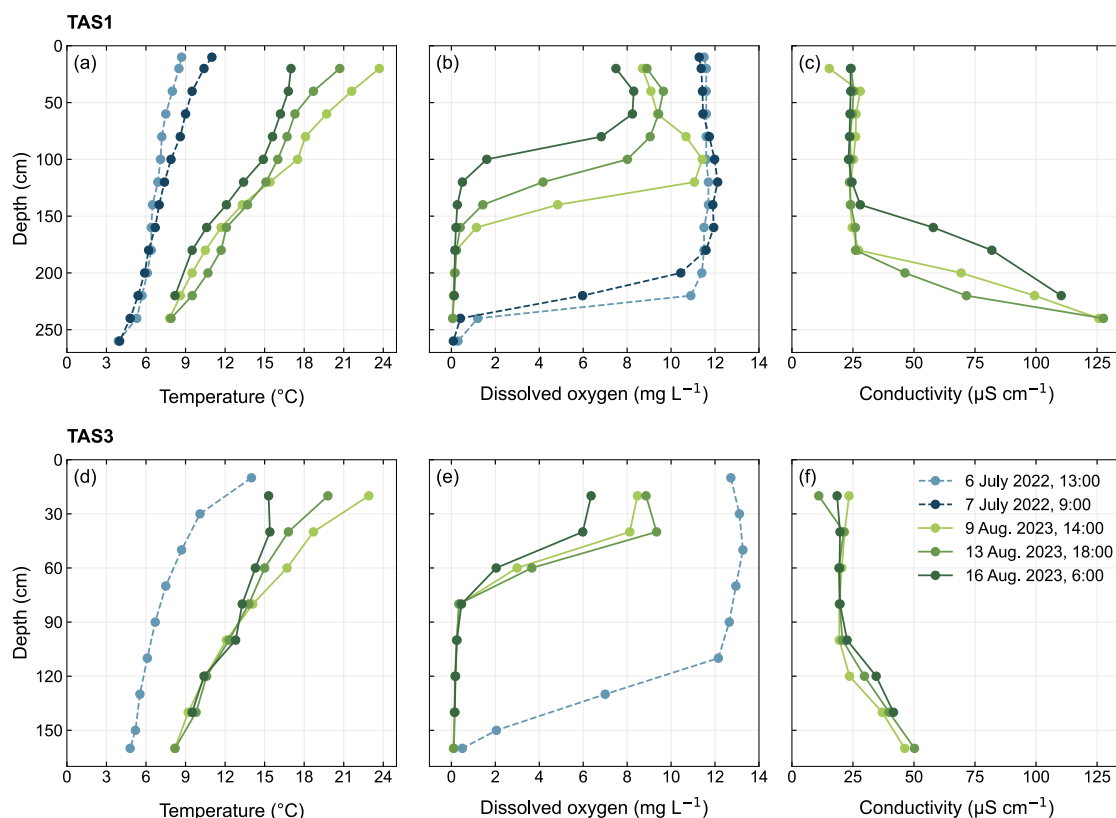 TAS1
(a) (b) (c)
0
50
100
150
200
250
Depth (cm)
0 3 6 9 12 15 18 21 24
0 2 4 6 8 10 12 14
0 25 50 75 100 125
Temperature (°C) Dissolved oxygen (mg L⁻¹) Conductivity (µS cm⁻¹)
TAS3
(d) (e) (f)
0
30
60
90
120
150
Depth (cm)
6 July 2022, 13:00
7 July 2022, 9:00
9 Aug. 2023, 14:00
13 Aug. 2023, 18:00
16 Aug. 2023, 6:00
0 3 6 9 12 15 18 21 24
0 2 4 6 8 10 12 14
0 25 50 75 100 125
Temperature (°C) Dissolved oxygen (mg L⁻¹) Conductivity (µS cm⁻¹)